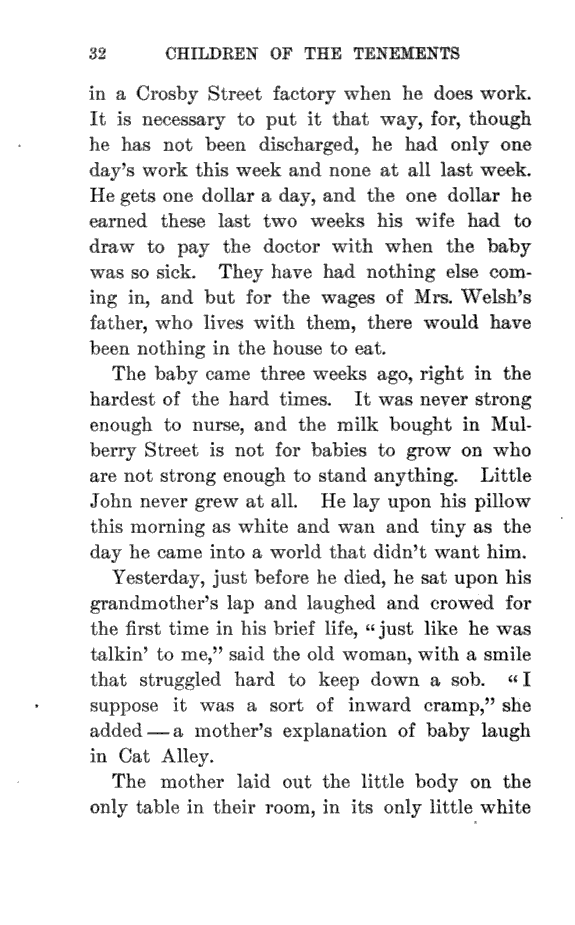 32 CHILDREN OF THE TENEMENTS
in a Crosby Street factory when he does work.
It is necessary to put it that way, for, though
he has not been discharged, he had only one
day's work this week and none at all last week.
He gets one dollar a day, and the one dollar he
earned these last two weeks his wife had to
draw to pay the doctor with when the baby
was so sick. They have had nothing else com-
ing in, and but for the wages of Mrs. Welsh's
father, who lives with them, there would have
been nothing in the house to eat.
The baby came three weeks ago, right in the
hardest of the hard times. It was never strong
enough to nurse, and the milk bought in Mul-
berry Street is not for babies to grow on who
are not strong enough to stand anything. Little
John never grew at all. He lay upon his pillow
this morning as white and wan and tiny as the
day he came into a world that didn't want him.
Yesterday, just before he died, he sat upon his
grandmother's lap and laughed and crowed for
the first time in his brief life, “just like he was
talkin' to me,” said the old woman, with a smile
that struggled hard to keep down a sob. “I
suppose it was a sort of inward cramp,” she
added — a mother's explanation of baby laugh
in Cat Alley.
The mother laid out the little body on the
only table in their room, in its only little white